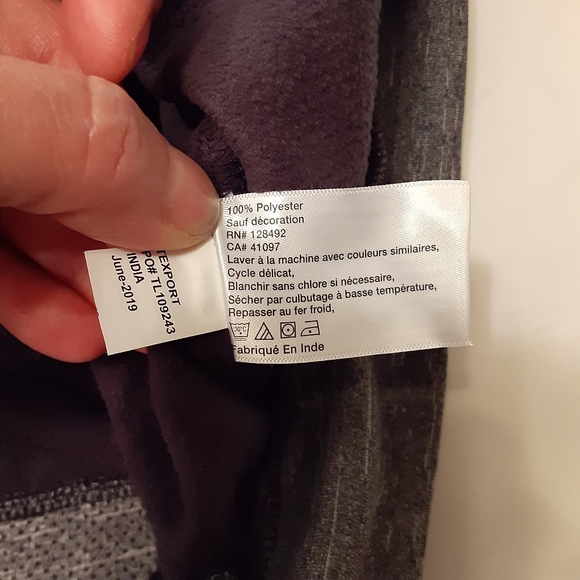 100% Polyester
Sauf décoration
RN# 128492
CA# 41097
Laver à la machine avec couleurs similaires,
Cycle délicat,
Blanchir sans chlore si nécessaire,
Sécher par culbutage à basse température,
Repasser au fer froid,
Fabriqué En Inde
TEXPORT
PO# TL109243
INDIA
June-2019